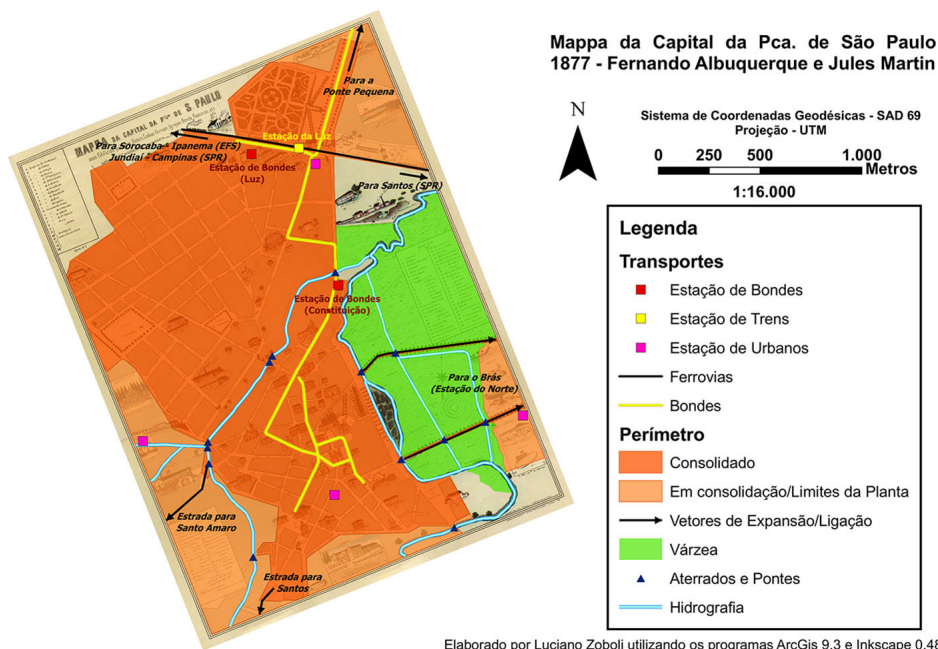 Mappa da Capital da Pca. de São Paulo
1877 - Fernando Albuquerque e Jules Martin
N
Sistema de Coordenadas Geodésicas - SAD 69
Projeção - UTM
0 250 500 1.000
Metros
1:16.000
Para a
Ponte Pequena
MAPPA DA CAPITAL DA P.cia DE S. PAULO
Estação da Luz
Para Sorocaba - Ipanema (EFS)
Jundiaí - Campinas (SPR)
Estação de Bondes
(Luz)
Para Santos (SPR)
Estação de Bondes
(Constituição)
Para o Brás
(Estação do Norte)
Estrada para
Santo Amaro
Estrada para
Santos
Legenda
Transportes
Estação de Bondes
Estação de Trens
Estação de Urbanos
Ferrovias
Bondes
Perímetro
Consolidado
Em consolidação/Limites da Planta
Vetores de Expansão/Ligação
Várzea
Aterrados e Pontes
Hidrografia
Elaborado por Luciano Zoboli utilizando os programas ArcGis 9.3 e Inkscape 0.48